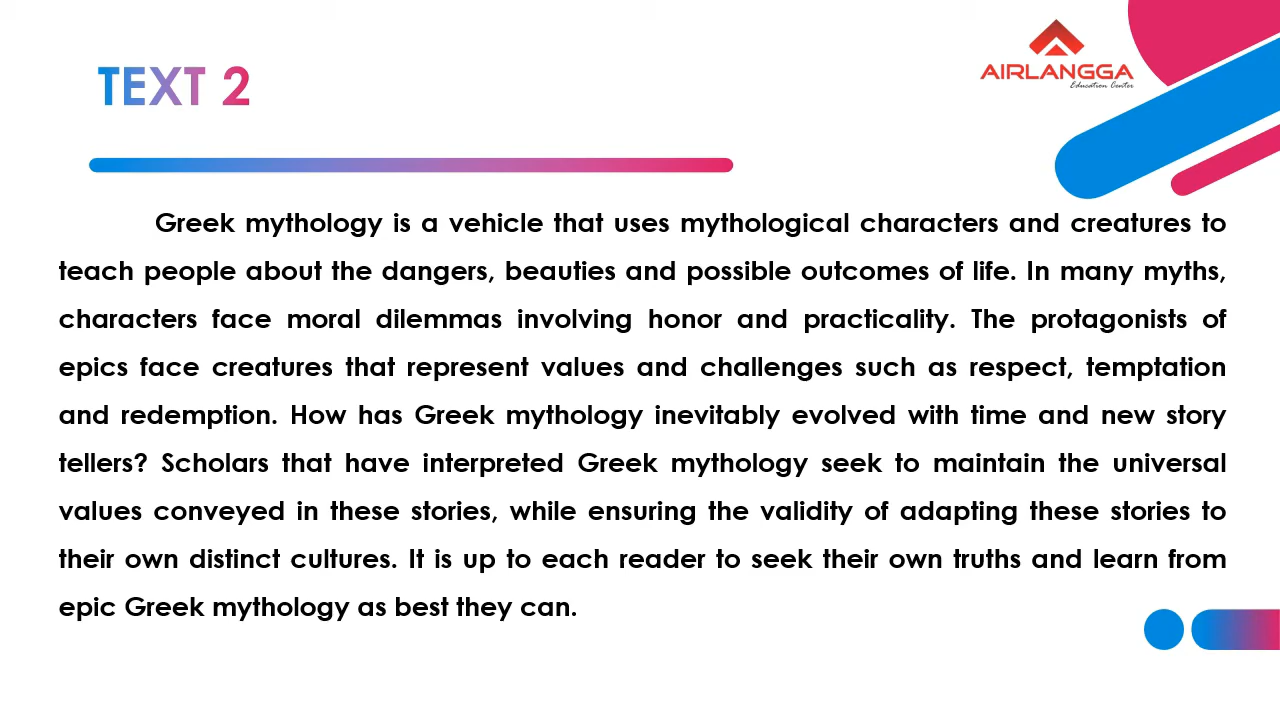 TEXT 2
AIRLANGGA
Education Center
Greek mythology is a vehicle that uses mythological characters and creatures to
teach people about the dangers, beauties and possible outcomes of life. In many myths,
characters face moral dilemmas involving honor and practicality. The protagonists of
epics face creatures that represent values and challenges such as respect, temptation
and redemption. How has Greek mythology inevitably evolved with time and new story
tellers? Scholars that have interpreted Greek mythology seek to maintain the universal
values conveyed in these stories, while ensuring the validity of adapting these stories to
their own distinct cultures. It is up to each reader to seek their own truths and learn from
epic Greek mythology as best they can.